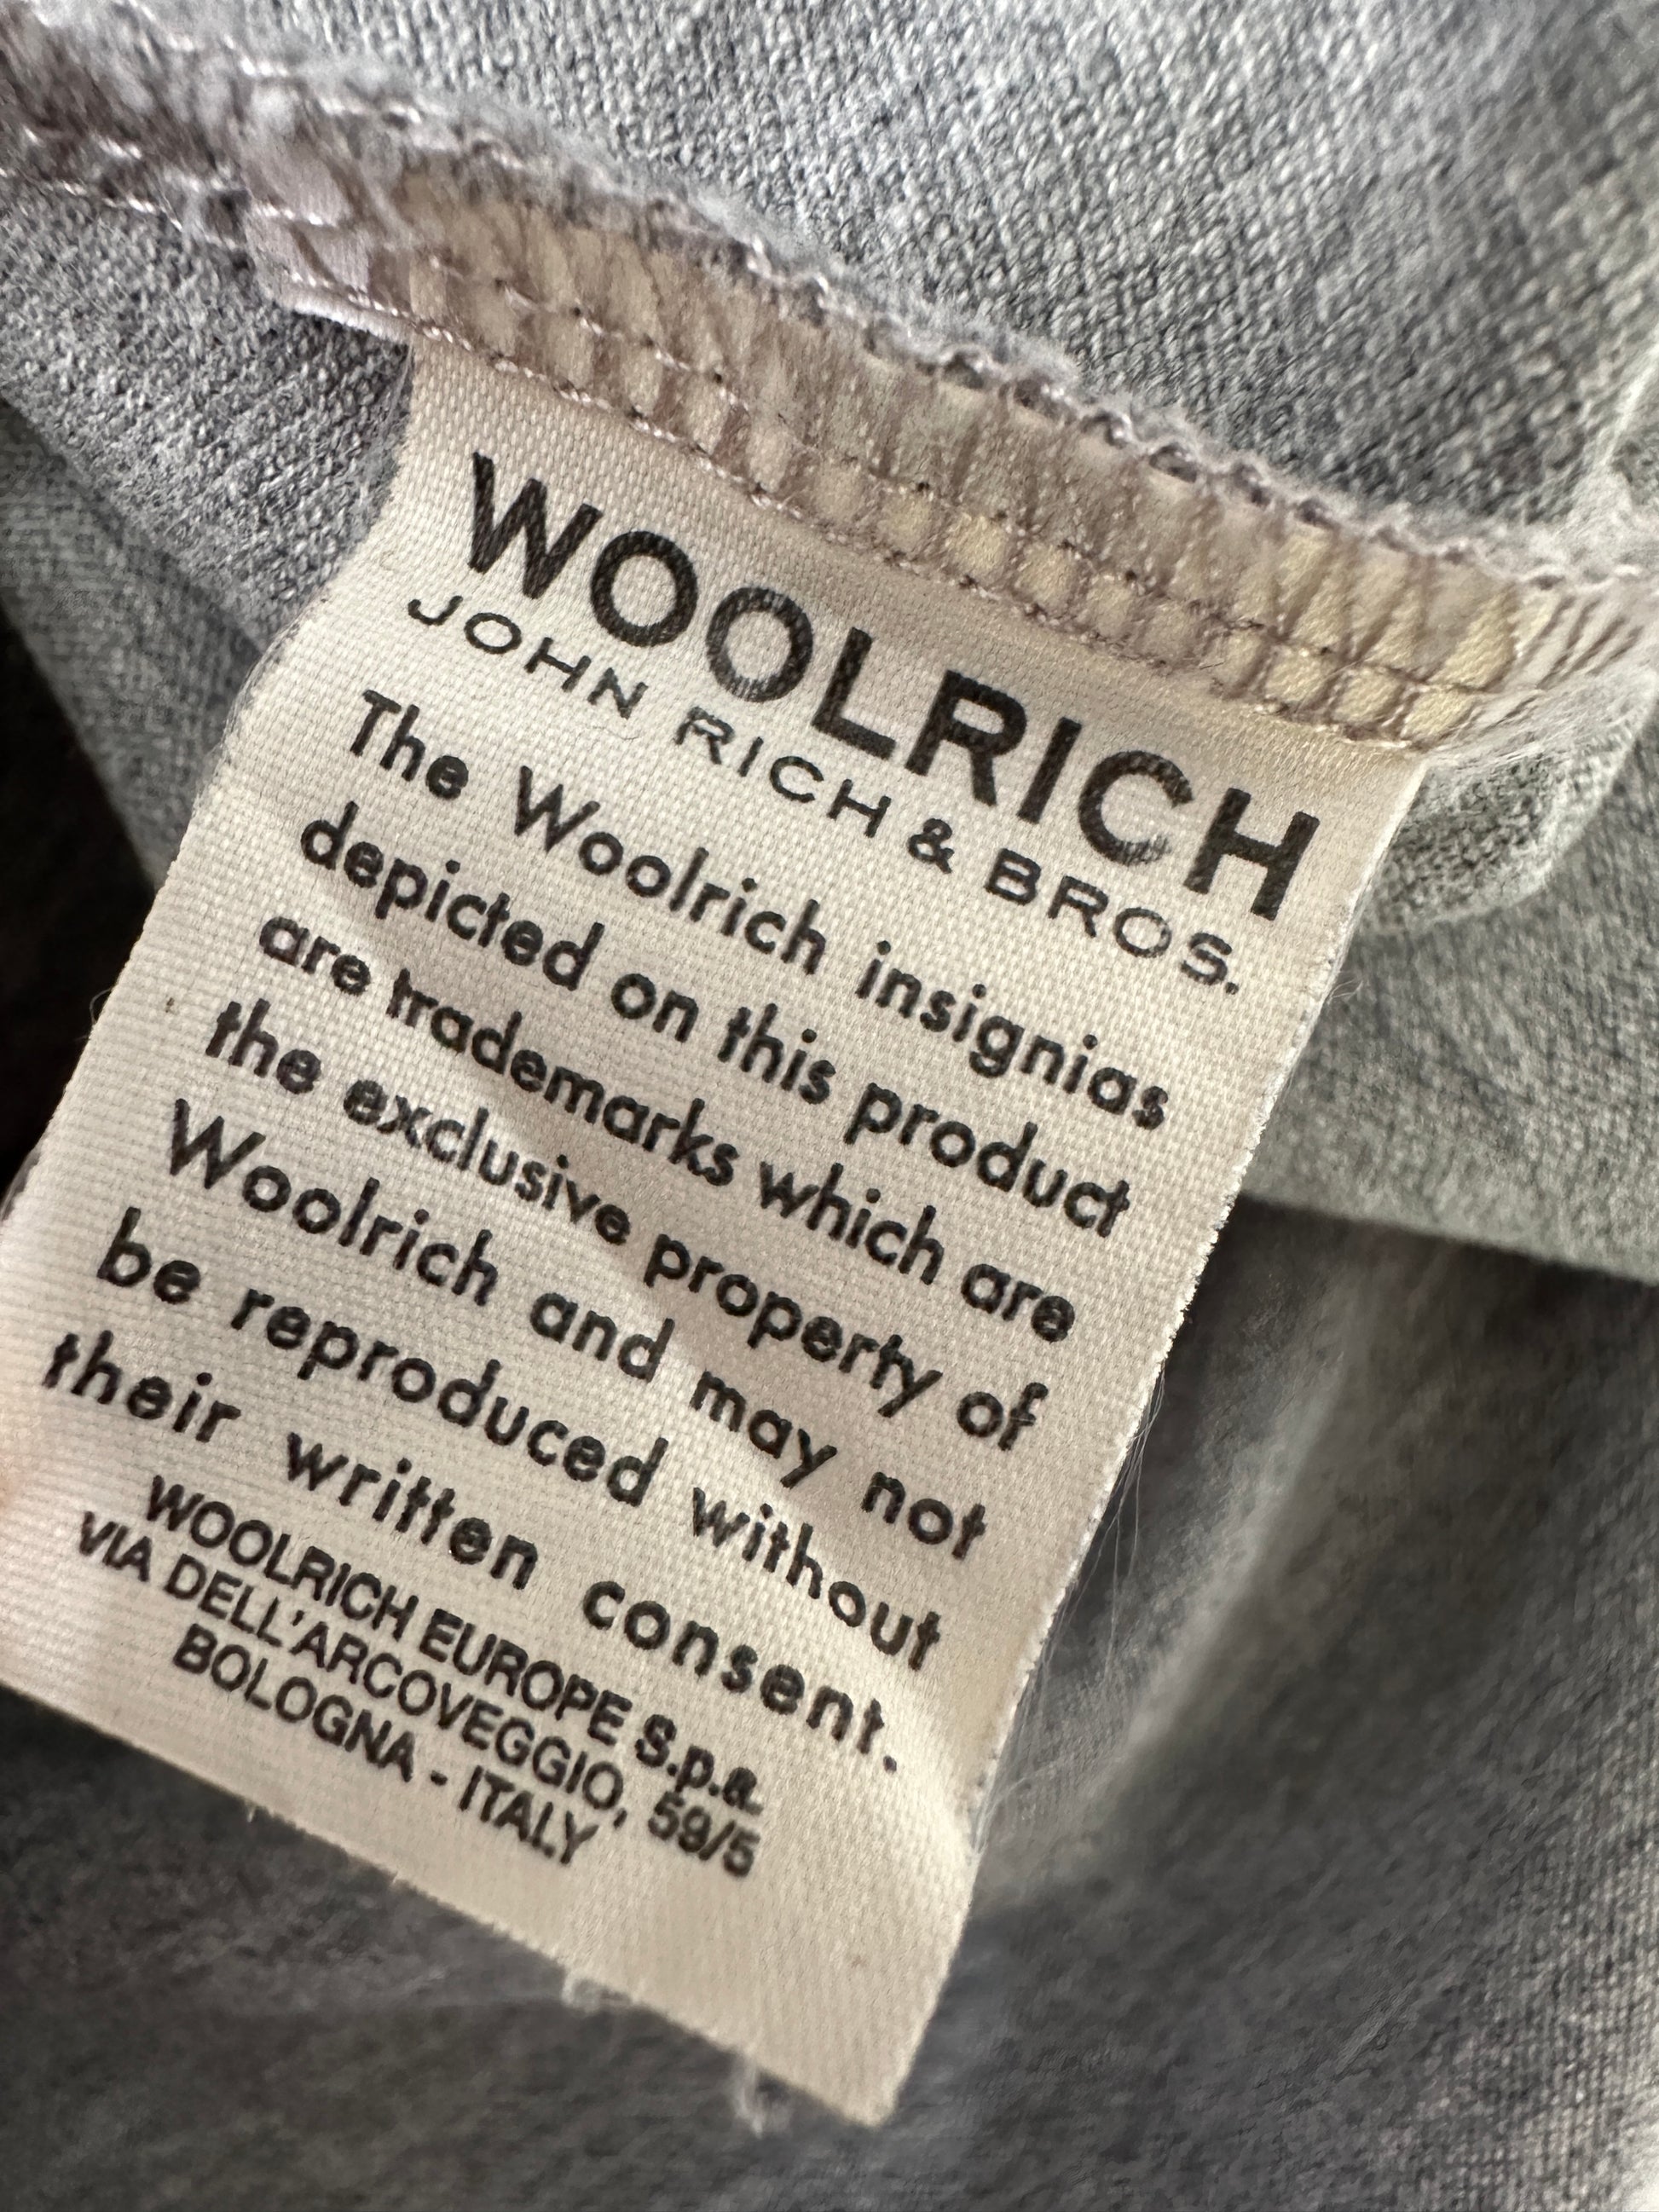 WOOLRICH
JOHN RICH & BROS.
The Woolrich insignias
depicted on this product
are trademarks which are
the exclusive property of
Woolrich and may not
be reproduced without
their written consent.
WOOLRICH EUROPE S.p.a.
VIA DELL'ARCOVEGGIO, 59/5
BOLOGNA - ITALY